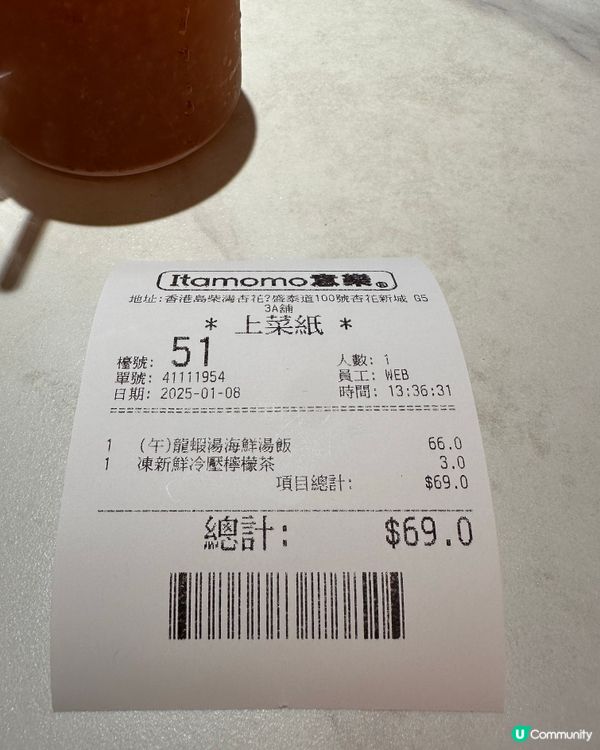 Itamomo意樂®
地址:香港島柴灣杏花?盛泰道100號杏花新城 G5
3A舖
* 上菜紙 *
檯號: 51 人數: 1
單號: 41111954 員工: WEB
日期: 2025-01-08 時間: 13:36:31
1 (午)龍蝦湯海鮮湯飯 66.0
1 凍新鮮冷壓檸檬茶 3.0
項目總計: $69.0
總計: $69.0
U Community